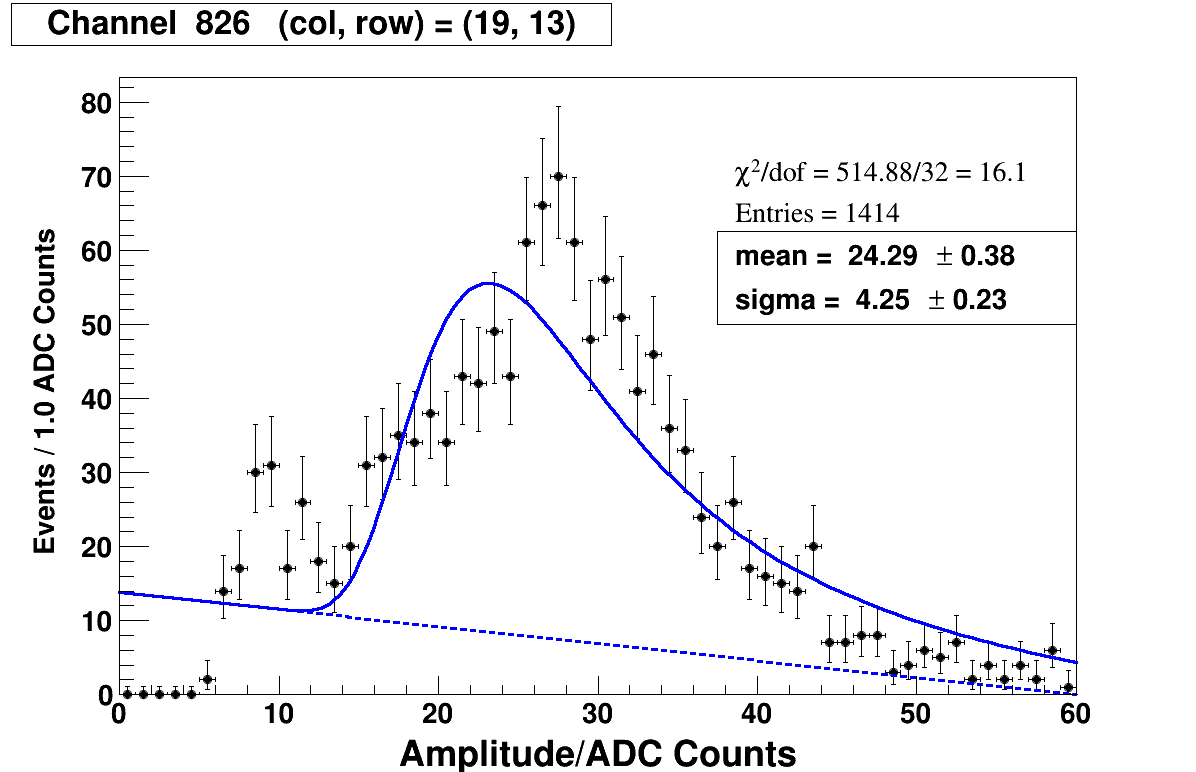 Channel 826 (col, row) = (19, 13)
80
70
60
50
40
30
20
10
0
Events / 1.0 ADC Counts
χ²/dof = 514.88/32 = 16.1
Entries = 1414
mean = 24.29 ± 0.38
sigma = 4.25 ± 0.23
0 10 20 30 40 50 60
Amplitude/ADC Counts